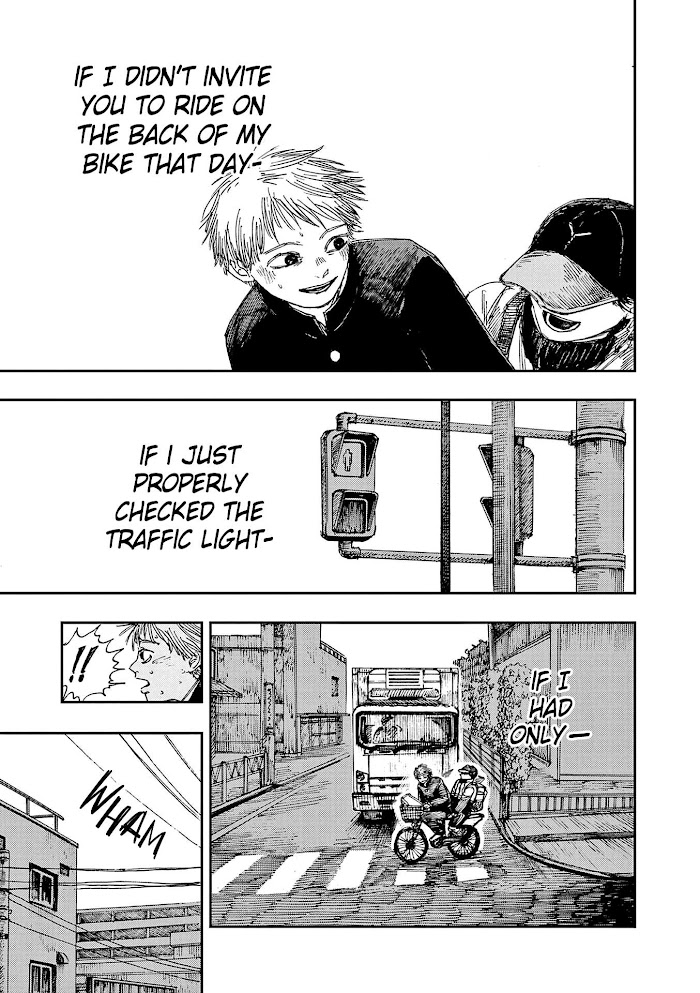 IF I DIDN'T INVITE
YOU TO RIDE ON
THE BACK OF MY
BIKE THAT DAY-
IF I JUST
PROPERLY
CHECKED THE
TRAFFIC LIGHT-
IF I
HAD
ONLY—
!!
WHAM